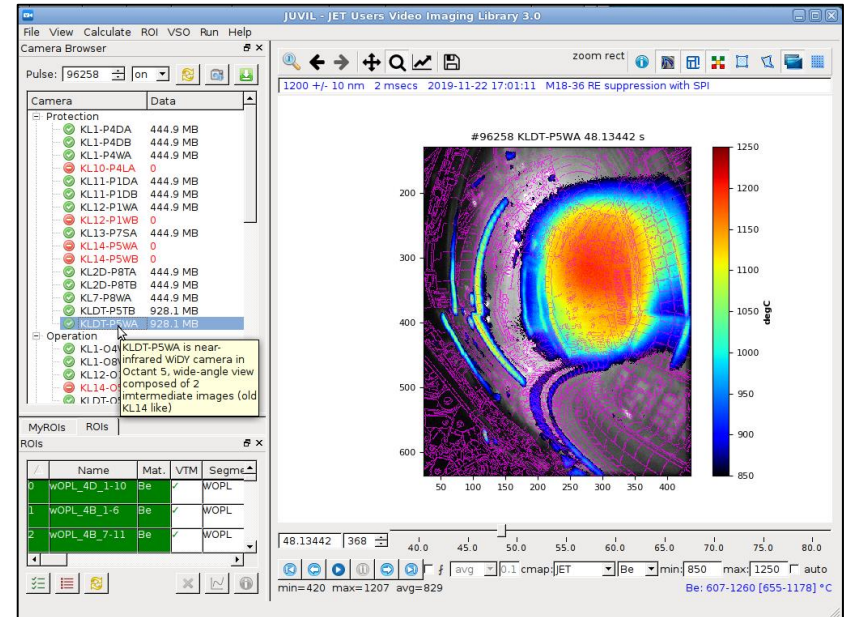 JUVIL - JET Users Video Imaging Library 3.0
File View Calculate ROI VSO Run Help
Camera Browser
Pulse: 96258 on
Camera Data
Protection
KL1-P4DA 444.9 MB
KL1-P4DB 444.9 MB
KL1-P4WA 444.9 MB
KL10-P4LA 0
KL11-P1DA 444.9 MB
KL11-P1DB 444.9 MB
KL12-P1WA 444.9 MB
KL12-P1WB 0
KL13-P7SA 444.9 MB
KL14-P5WA 0
KL14-P5WB 0
KL2D-P8TA 444.9 MB
KL2D-P8TB 444.9 MB
KL7-P8WA 444.9 MB
KLDT-P5TB 928.1 MB
KLDT-P5WA 928.1 MB
Operation
KL1-O4
KL1-O8
KL12-O
KL14-O5
KLDT-O5
KLDT-P5WA is near-
infrared WiDY camera in
Octant 5, wide-angle view
composed of 2
imtermediate images (old
KL14 like)
MyROIs ROIs
ROIs
/ Name Mat. VTM Segme
0 wOPL_4D_1-10 Be ✓ WOPL
1 wOPL_4B_1-6 Be ✓ WOPL
2 wOPL_4B_7-11 Be ✓ WOPL
zoom rect
1200 +/- 10 nm 2 msecs 2019-11-22 17:01:11 M18-36 RE suppression with SPI
#96258 KLDT-P5WA 48.13442 s
200
300
400
500
600
50 100 150 200 250 300 350 400
1250
1200
1150
1100
1050
1000
950
900
850
degC
48.13442 368
40.0 45.0 50.0 55.0 60.0 65.0 70.0 75.0 80.0
f avg 0.1 cmap: JET Be min: 850 max: 1250 auto
min=420 max=1207 avg=829
Be: 607-1260 [655-1178] °C